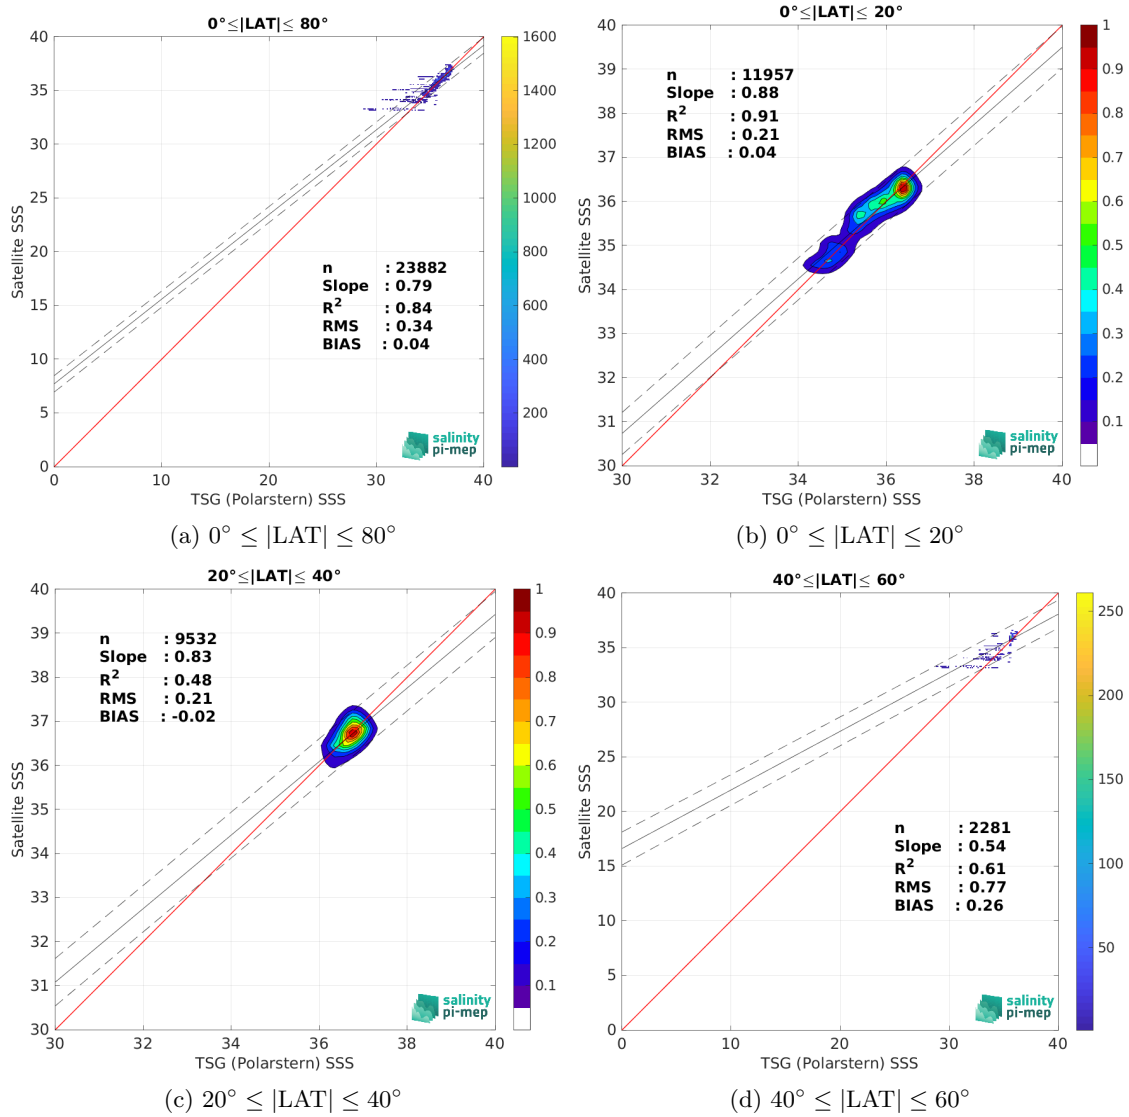 0°≤|LAT|≤ 80°
40
35
30
25
20
15
10
5
0
0
10
20
30
40
Satellite SSS
TSG (Polarstern) SSS
n : 23882
Slope : 0.79
R² : 0.84
RMS : 0.34
BIAS : 0.04
salinity
pi-mep
1600
1400
1200
1000
800
600
400
200
(a) 0° ≤ |LAT| ≤ 80°
0°≤|LAT|≤ 20°
40
39
38
37
36
35
34
33
32
31
30
30
32
34
36
38
40
Satellite SSS
TSG (Polarstern) SSS
n : 11957
Slope : 0.88
R² : 0.91
RMS : 0.21
BIAS : 0.04
salinity
pi-mep
1
0.9
0.8
0.7
0.6
0.5
0.4
0.3
0.2
0.1
(b) 0° ≤ |LAT| ≤ 20°
20°≤|LAT|≤ 40°
40
39
38
37
36
35
34
33
32
31
30
30
32
34
36
38
40
Satellite SSS
TSG (Polarstern) SSS
n : 9532
Slope : 0.83
R² : 0.48
RMS : 0.21
BIAS : -0.02
salinity
pi-mep
1
0.9
0.8
0.7
0.6
0.5
0.4
0.3
0.2
0.1
(c) 20° ≤ |LAT| ≤ 40°
40°≤|LAT|≤ 60°
40
35
30
25
20
15
10
5
0
0
10
20
30
40
Satellite SSS
TSG (Polarstern) SSS
n : 2281
Slope : 0.54
R² : 0.61
RMS : 0.77
BIAS : 0.26
salinity
pi-mep
250
200
150
100
50
(d) 40° ≤ |LAT| ≤ 60°